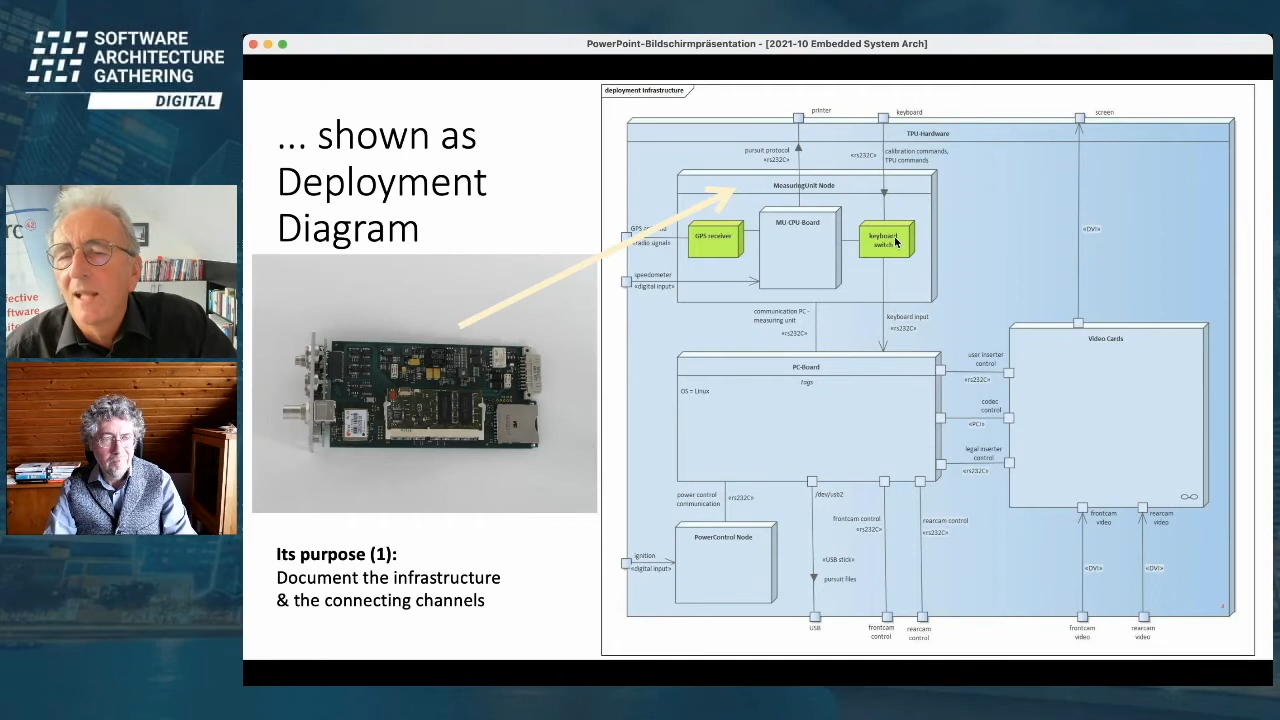 SOFTWARE
ARCHITECTURE
GATHERING
DIGITAL
PowerPoint-Bildschirmpräsentation - [2021-10 Embedded System Arch]
... shown as
Deployment
Diagram
Its purpose (1):
Document the infrastructure
& the connecting channels
deployment Infrastructure
printer
keyboard
screen
TPU-Hardware
pursuit protocol
«rs232C»
«rs232C»
calibration commands,
TPU commands
MeasuringUnit Node
MU-CPU-Board
GPS receiver
keyboard
switch
«radio signal»
speedometer
«digital input»
«DVI»
communication PC -
measuring unit
«rs232C»
keyboard input
«rs232C»
PC-Board
tags
OS = Linux
Video Cards
user inserter
control
«rs232C»
codec
control
«PCI»
legal inserter
control
«rs232C»
power control
communication
«rs232C»
/dev/usb2
frontcam control
«rs232C»
rearcam control
«rs232C»
frontcam
video
rearcam
video
PowerControl Node
ignition
«digital input»
«USB stick»
pursuit files
«DVI»
«DVI»
USB
frontcam
control
rearcam
control
frontcam
video
rearcam
video